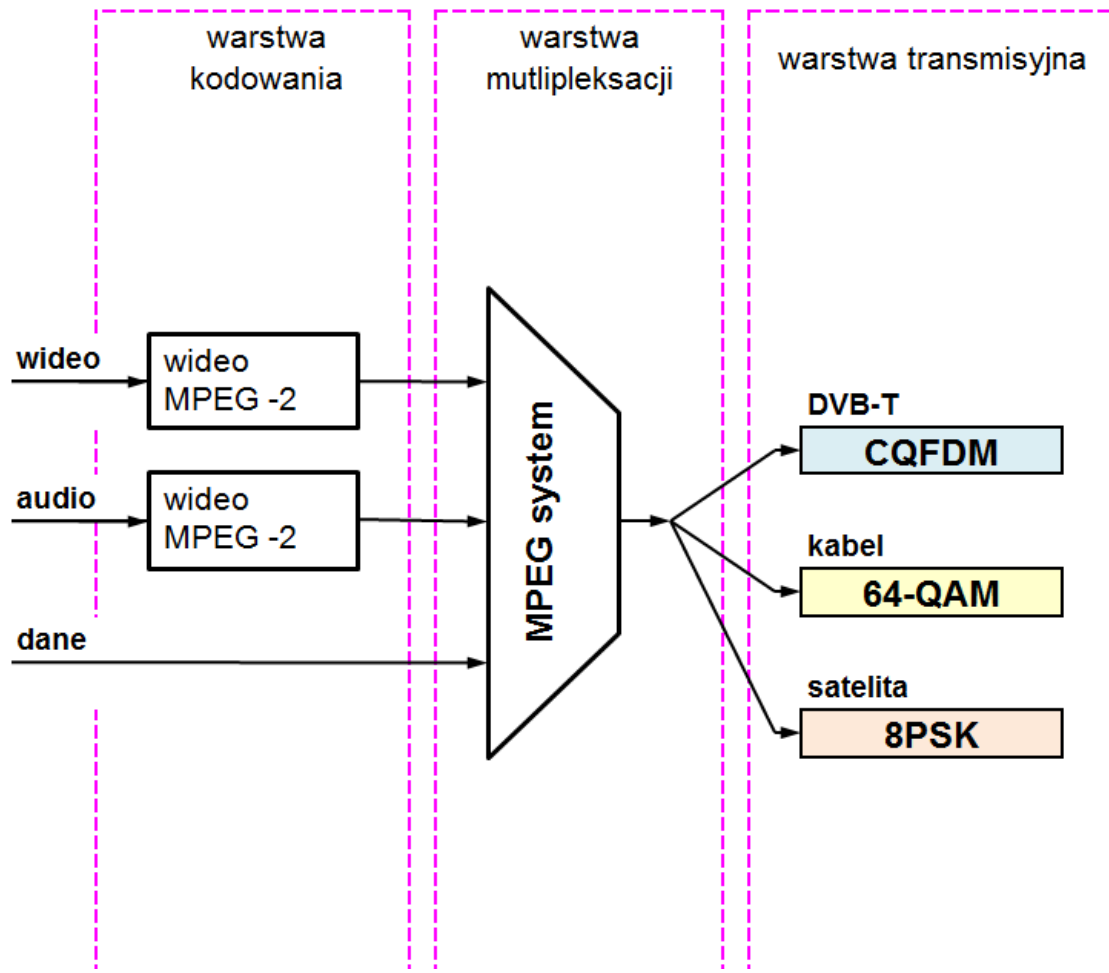 warstwa
kodowania
warstwa
mutlipleksacji
warstwa transmisyjna
wideo
wideo
MPEG -2
audio
wideo
MPEG -2
dane
MPEG system
DVB-T
CQFDM
kabel
64-QAM
satelita
8PSK